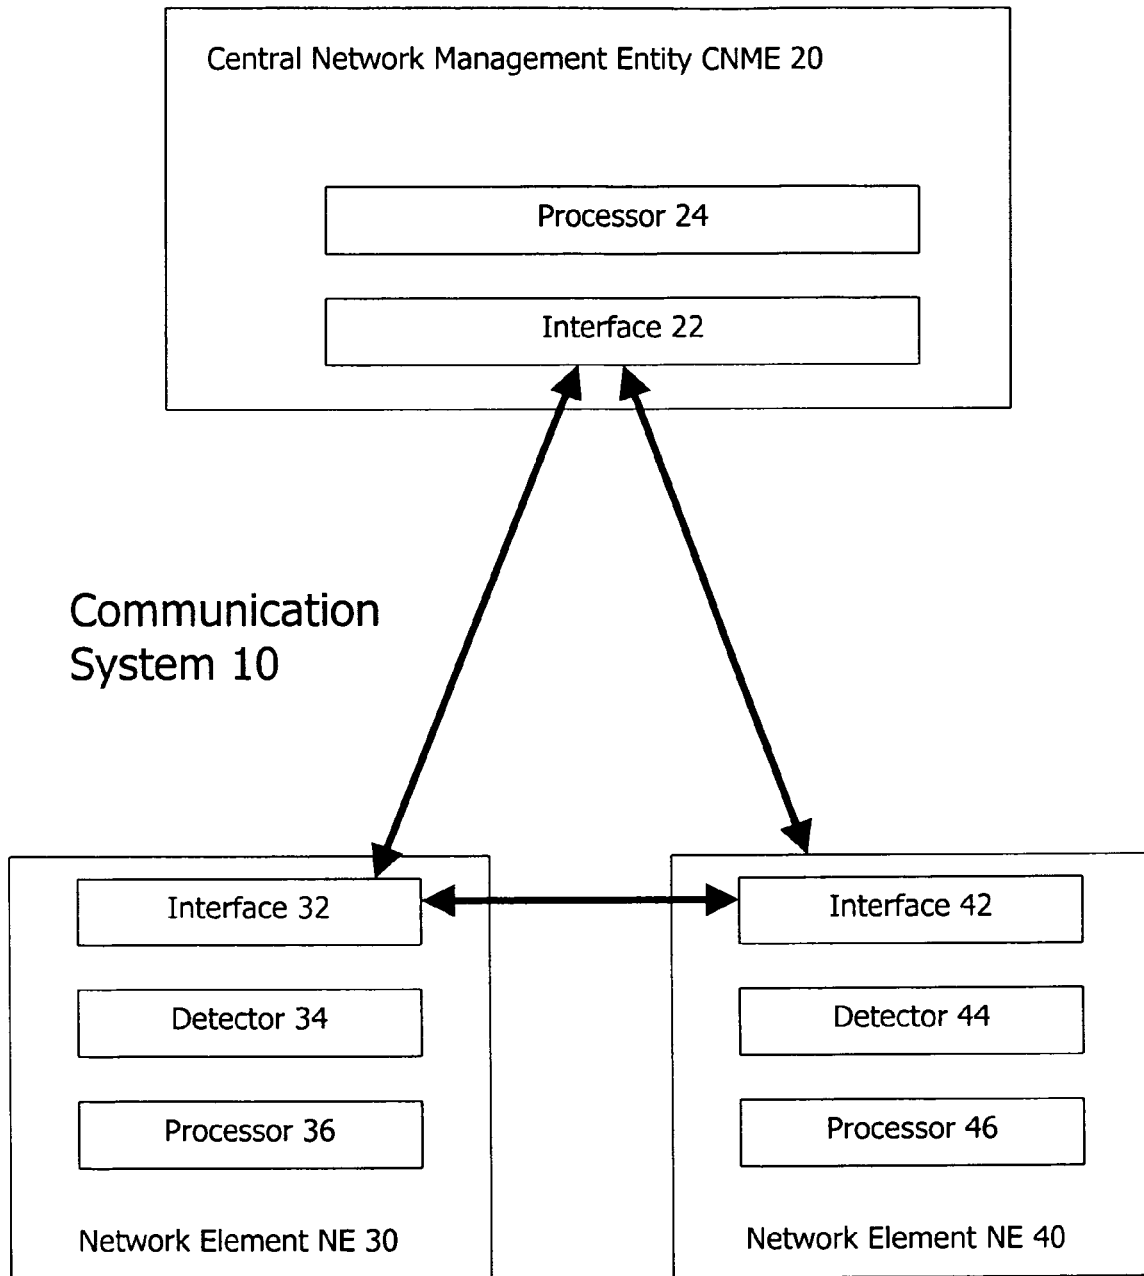 Central Network Management Entity CNME 20
Processor 24
Interface 22
Communication
System 10
Interface 32
Interface 42
Detector 34
Detector 44
Processor 36
Processor 46
Network Element NE 30
Network Element NE 40